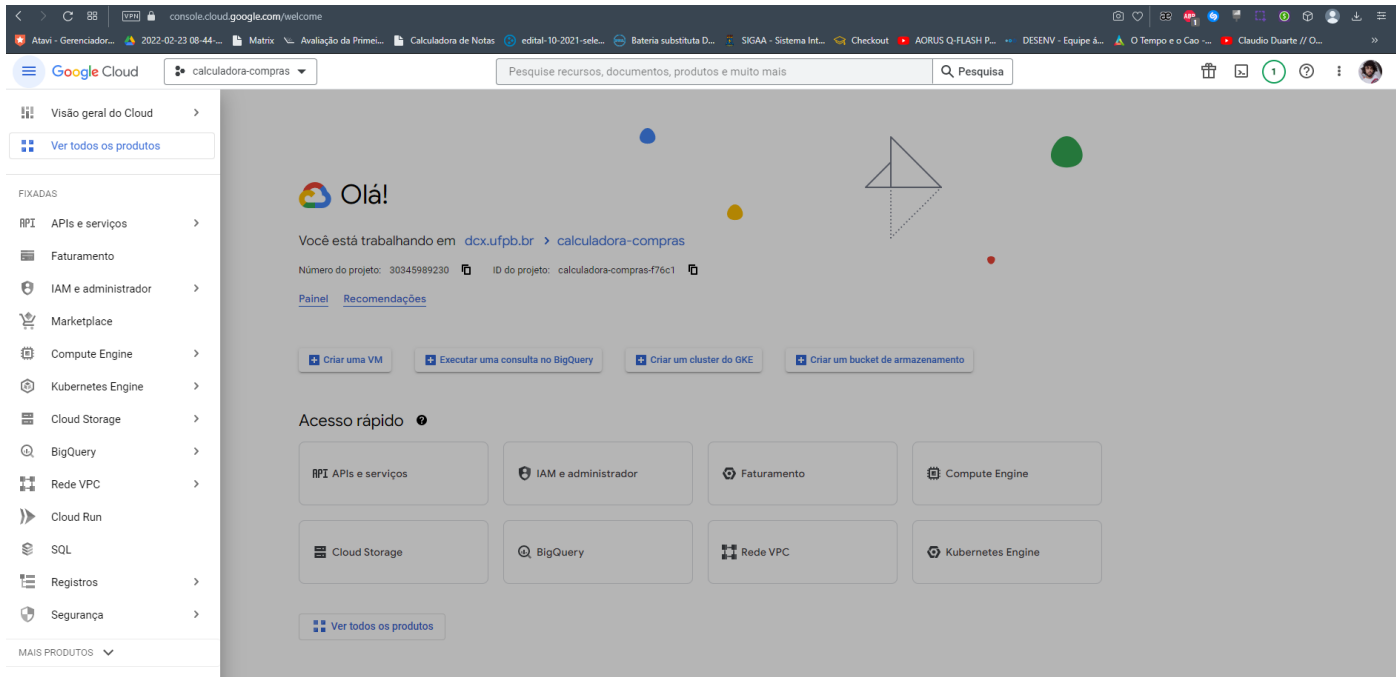 VPN console.cloud.google.com/welcome
Atavi - Gerenciador... 2022-02-23 08-44-... Matrix Avaliação da Primei... Calculadora de Notas edital-10-2021-sele... Bateria substituta D... SIGAA - Sistema Int... Checkout AORUS Q-FLASH P... DESENV - Equipe á... O Tempo e o Cao -... Claudio Duarte // O... »
Google Cloud calculadora-compras Pesquise recursos, documentos, produtos e muito mais Pesquisa 1
Visão geral do Cloud
Ver todos os produtos
FIXADAS
API APIs e serviços
Faturamento
IAM e administrador
Marketplace
Compute Engine
Kubernetes Engine
Cloud Storage
BigQuery
Rede VPC
Cloud Run
SQL
Registros
Segurança
MAIS PRODUTOS
Olá!
Você está trabalhando em dcx.ufpb.br > calculadora-compras
Número do projeto: 30345989230 ID do projeto: calculadora-compras-f76c1
Painel Recomendações
Criar uma VM Executar uma consulta no BigQuery Criar um cluster do GKE Criar um bucket de armazenamento
Acesso rápido
API APIs e serviços IAM e administrador Faturamento Compute Engine
Cloud Storage BigQuery Rede VPC Kubernetes Engine
Ver todos os produtos